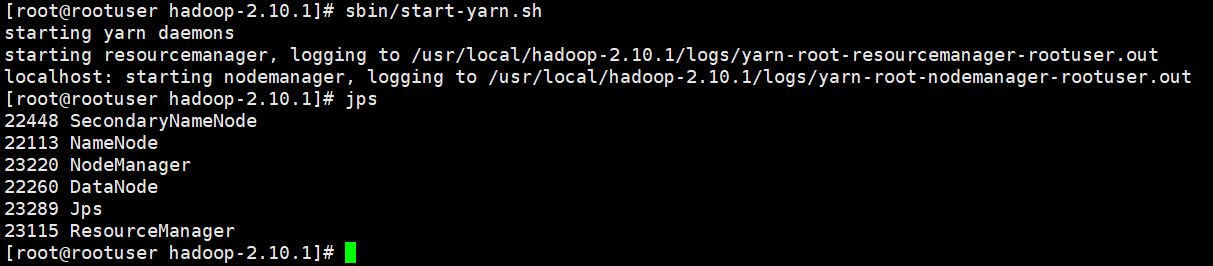 [root@rootuser hadoop-2.10.1]# sbin/start-yarn.sh
starting yarn daemons
starting resourcemanager, logging to /usr/local/hadoop-2.10.1/logs/yarn-root-resourcemanager-rootuser.out
localhost: starting nodemanager, logging to /usr/local/hadoop-2.10.1/logs/yarn-root-nodemanager-rootuser.out
[root@rootuser hadoop-2.10.1]# jps
22448 SecondaryNameNode
22113 NameNode
23220 NodeManager
22260 DataNode
23289 Jps
23115 ResourceManager
[root@rootuser hadoop-2.10.1]#